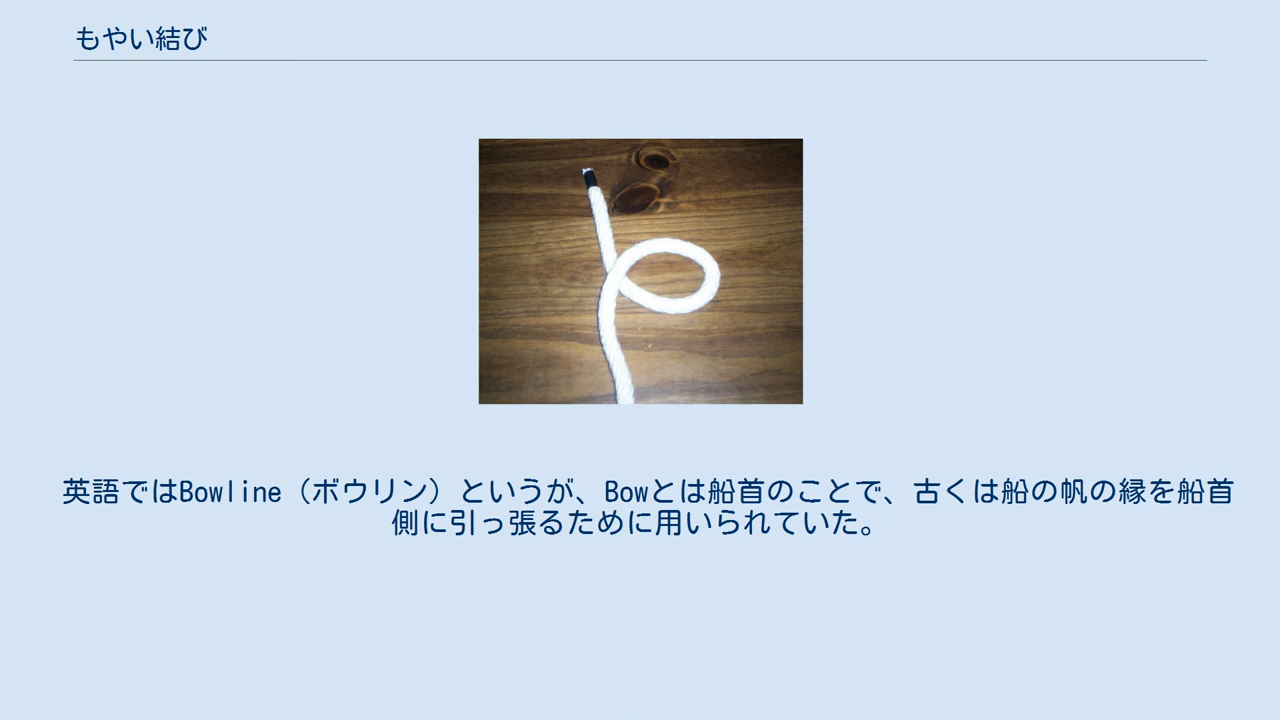 もやい結び
英語ではBowline（ボウリン）というが、Bowとは船首のことで、古くは船の帆の縁を船首
側に引っ張るために用いられていた。